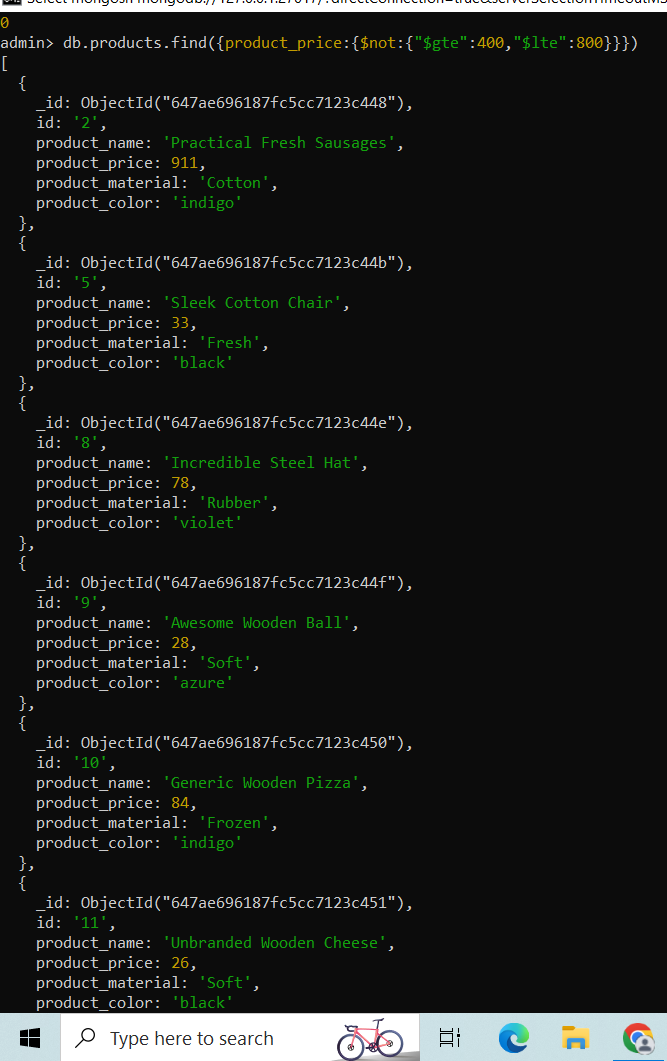 Select mongosh mongodb://127.0.0.1:27017/?directConnection=true&serverSelectionTimeoutMS
0
admin> db.products.find({product_price:{$not:{"$gte":400,"$lte":800}}})
[
  {
    _id: ObjectId("647ae696187fc5cc7123c448"),
    id: '2',
    product_name: 'Practical Fresh Sausages',
    product_price: 911,
    product_material: 'Cotton',
    product_color: 'indigo'
  },
  {
    _id: ObjectId("647ae696187fc5cc7123c44b"),
    id: '5',
    product_name: 'Sleek Cotton Chair',
    product_price: 33,
    product_material: 'Fresh',
    product_color: 'black'
  },
  {
    _id: ObjectId("647ae696187fc5cc7123c44e"),
    id: '8',
    product_name: 'Incredible Steel Hat',
    product_price: 78,
    product_material: 'Rubber',
    product_color: 'violet'
  },
  {
    _id: ObjectId("647ae696187fc5cc7123c44f"),
    id: '9',
    product_name: 'Awesome Wooden Ball',
    product_price: 28,
    product_material: 'Soft',
    product_color: 'azure'
  },
  {
    _id: ObjectId("647ae696187fc5cc7123c450"),
    id: '10',
    product_name: 'Generic Wooden Pizza',
    product_price: 84,
    product_material: 'Frozen',
    product_color: 'indigo'
  },
  {
    _id: ObjectId("647ae696187fc5cc7123c451"),
    id: '11',
    product_name: 'Unbranded Wooden Cheese',
    product_price: 26,
    product_material: 'Soft',
    product_color: 'black'
Type here to search